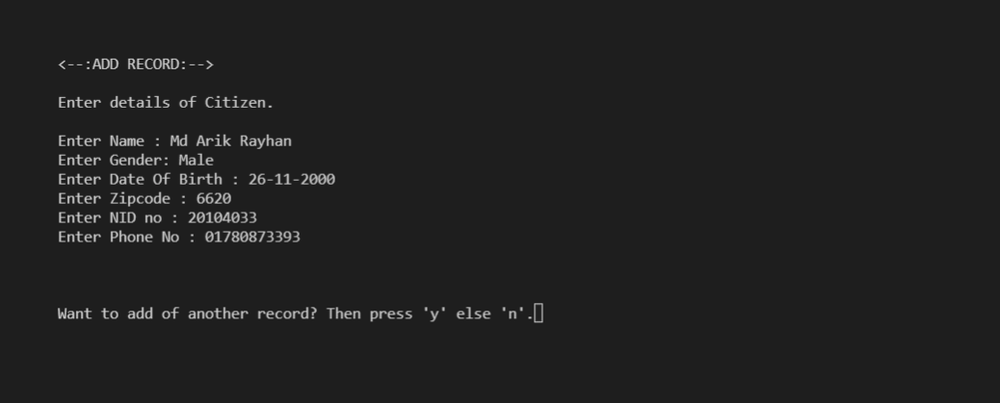 <--:ADD RECORD:-->
Enter details of Citizen.
Enter Name : Md Arik Rayhan
Enter Gender: Male
Enter Date Of Birth : 26-11-2000
Enter Zipcode : 6620
Enter NID no : 20104033
Enter Phone No : 01780873393
Want to add of another record? Then press 'y' else 'n'.